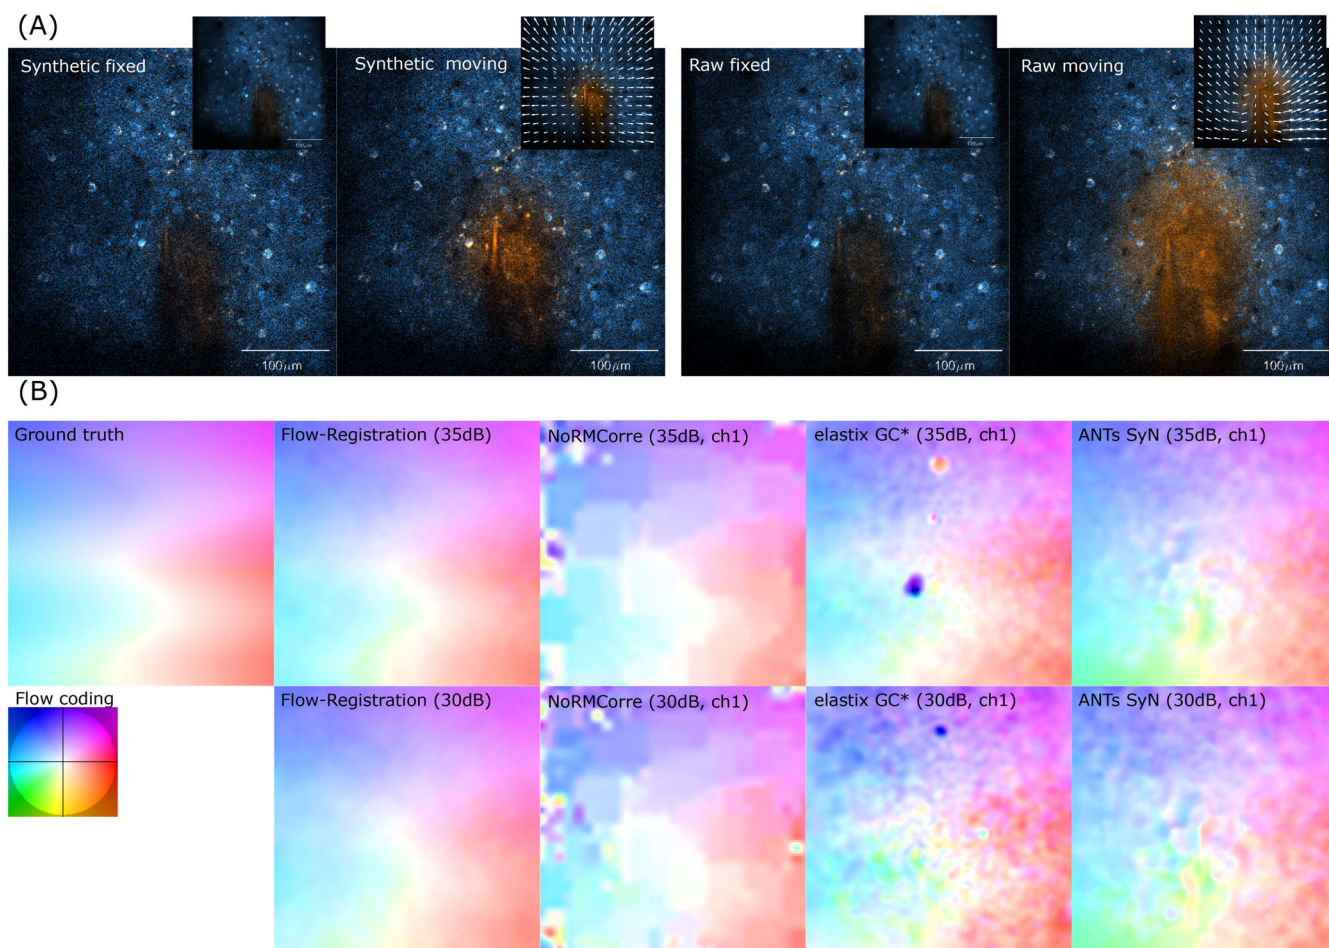 (A)
Synthetic fixed
Synthetic moving
Raw fixed
Raw moving
100μm
100μm
100μm
100μm
100μm
100μm
(B)
Ground truth
Flow-Registration (35dB)
NoRMCorre (35dB, ch1)
elastix GC* (35dB, ch1)
ANTs SyN (35dB, ch1)
Flow coding
Flow-Registration (30dB)
NoRMCorre (30dB, ch1)
elastix GC* (30dB, ch1)
ANTs SyN (30dB, ch1)